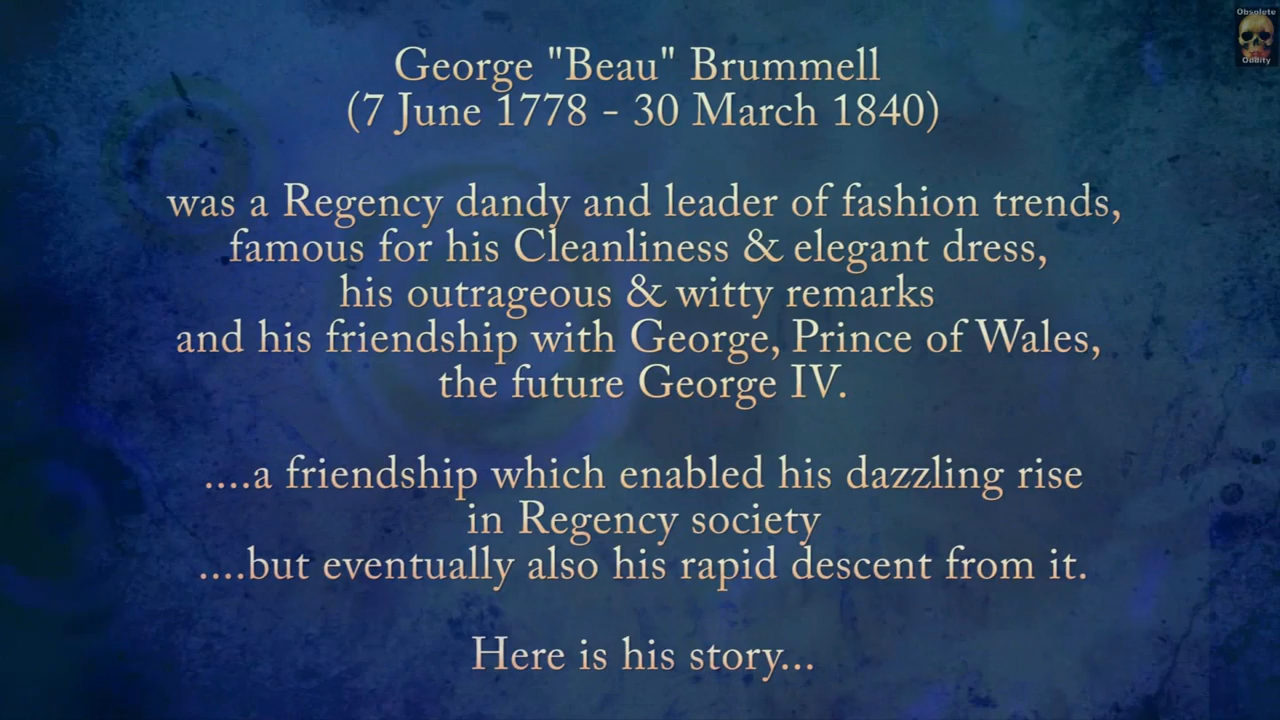 Obsolete
Oddity
George "Beau" Brummell
(7 June 1778 - 30 March 1840)
was a Regency dandy and leader of fashion trends,
famous for his Cleanliness & elegant dress,
his outrageous & witty remarks
and his friendship with George, Prince of Wales,
the future George IV.
....a friendship which enabled his dazzling rise
in Regency society
....but eventually also his rapid descent from it.
Here is his story...